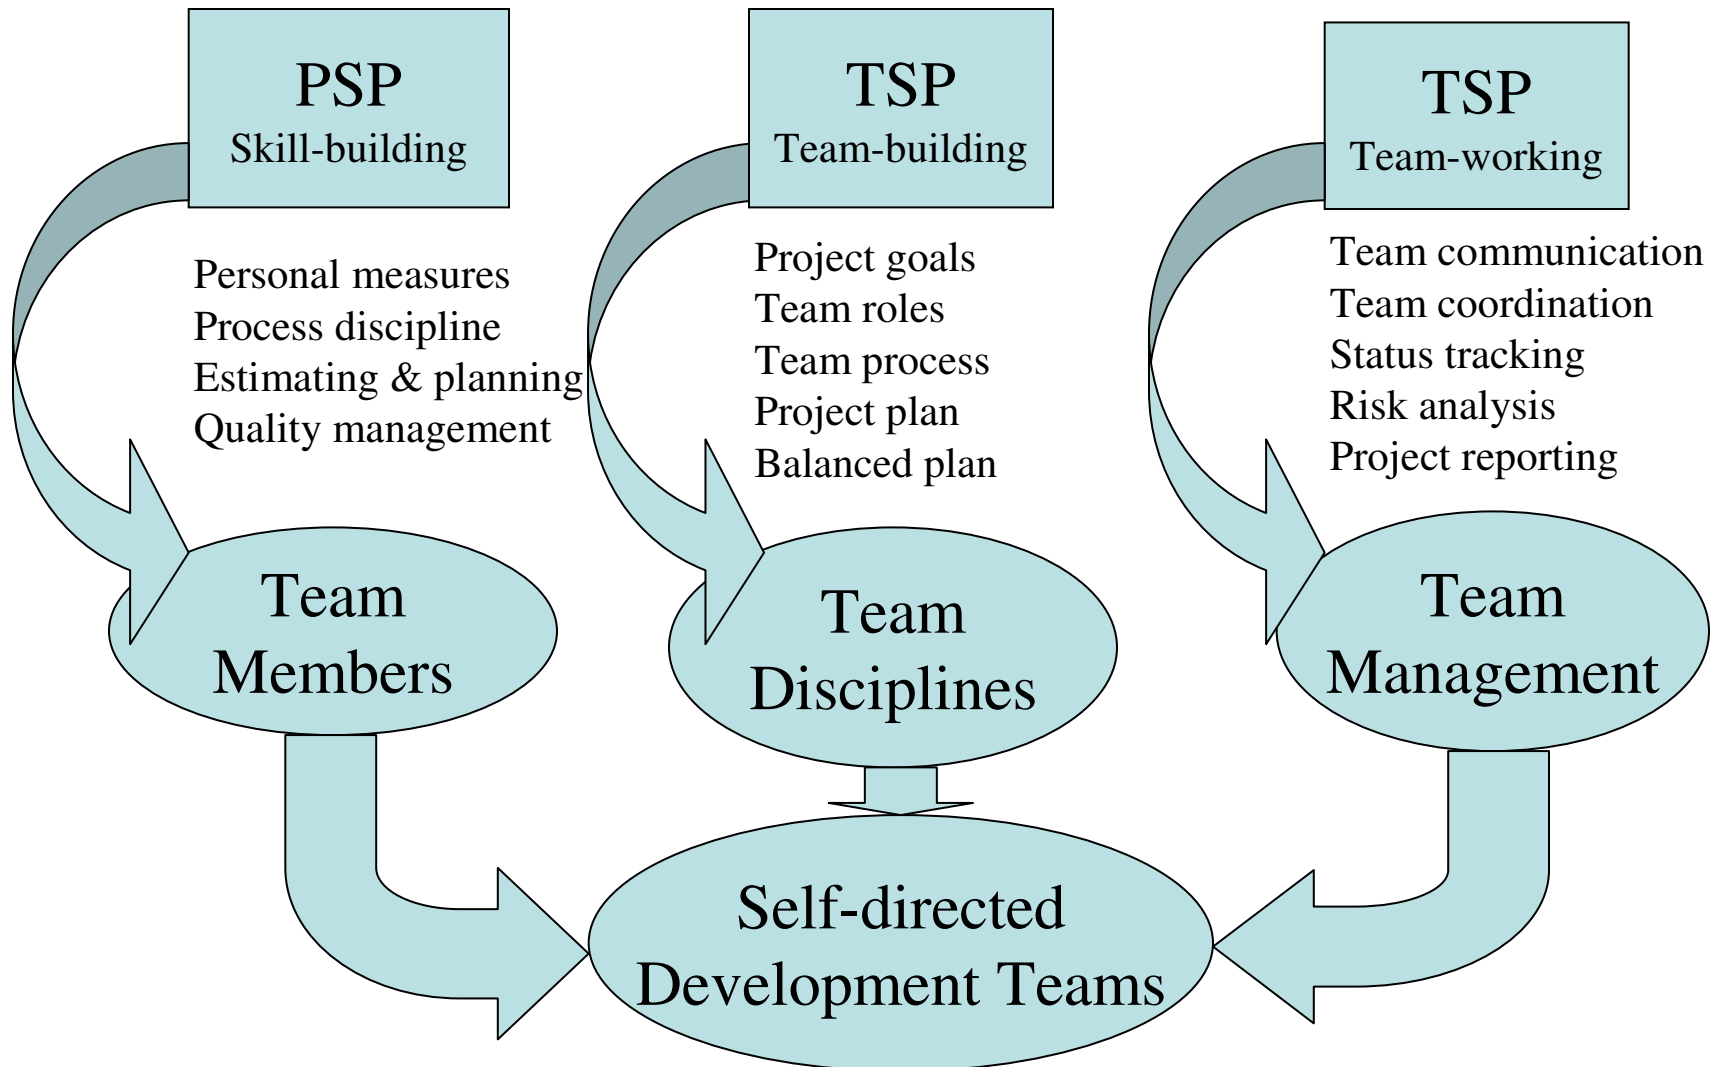 PSP
Skill-building
Personal measures
Process discipline
Estimating & planning
Quality management
Team
Members
TSP
Team-building
Project goals
Team roles
Team process
Project plan
Balanced plan
Team
Disciplines
TSP
Team-working
Team communication
Team coordination
Status tracking
Risk analysis
Project reporting
Team
Management
Self-directed
Development Teams